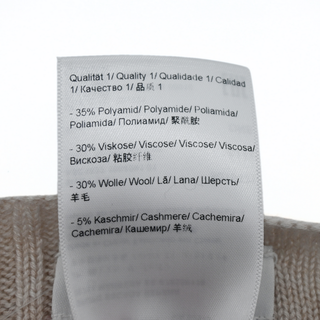 Qualität 1/ Quality 1/ Qualidade 1/ Calidad
1/ Качество 1/ 品质 1
- 35% Polyamid/ Polyamide/ Poliamida/
Poliamida/ Полиамид/ 聚酰胺
- 30% Viskose/ Viscose/ Viscose/ Viscosa/
Вискоза/ 粘胶纤维
- 30% Wolle/ Wool/ Lã/ Lana/ Шерсть/
羊毛
- 5% Kaschmir/ Cashmere/ Cachemira/
Cachemira/ Кашемир/ 羊绒